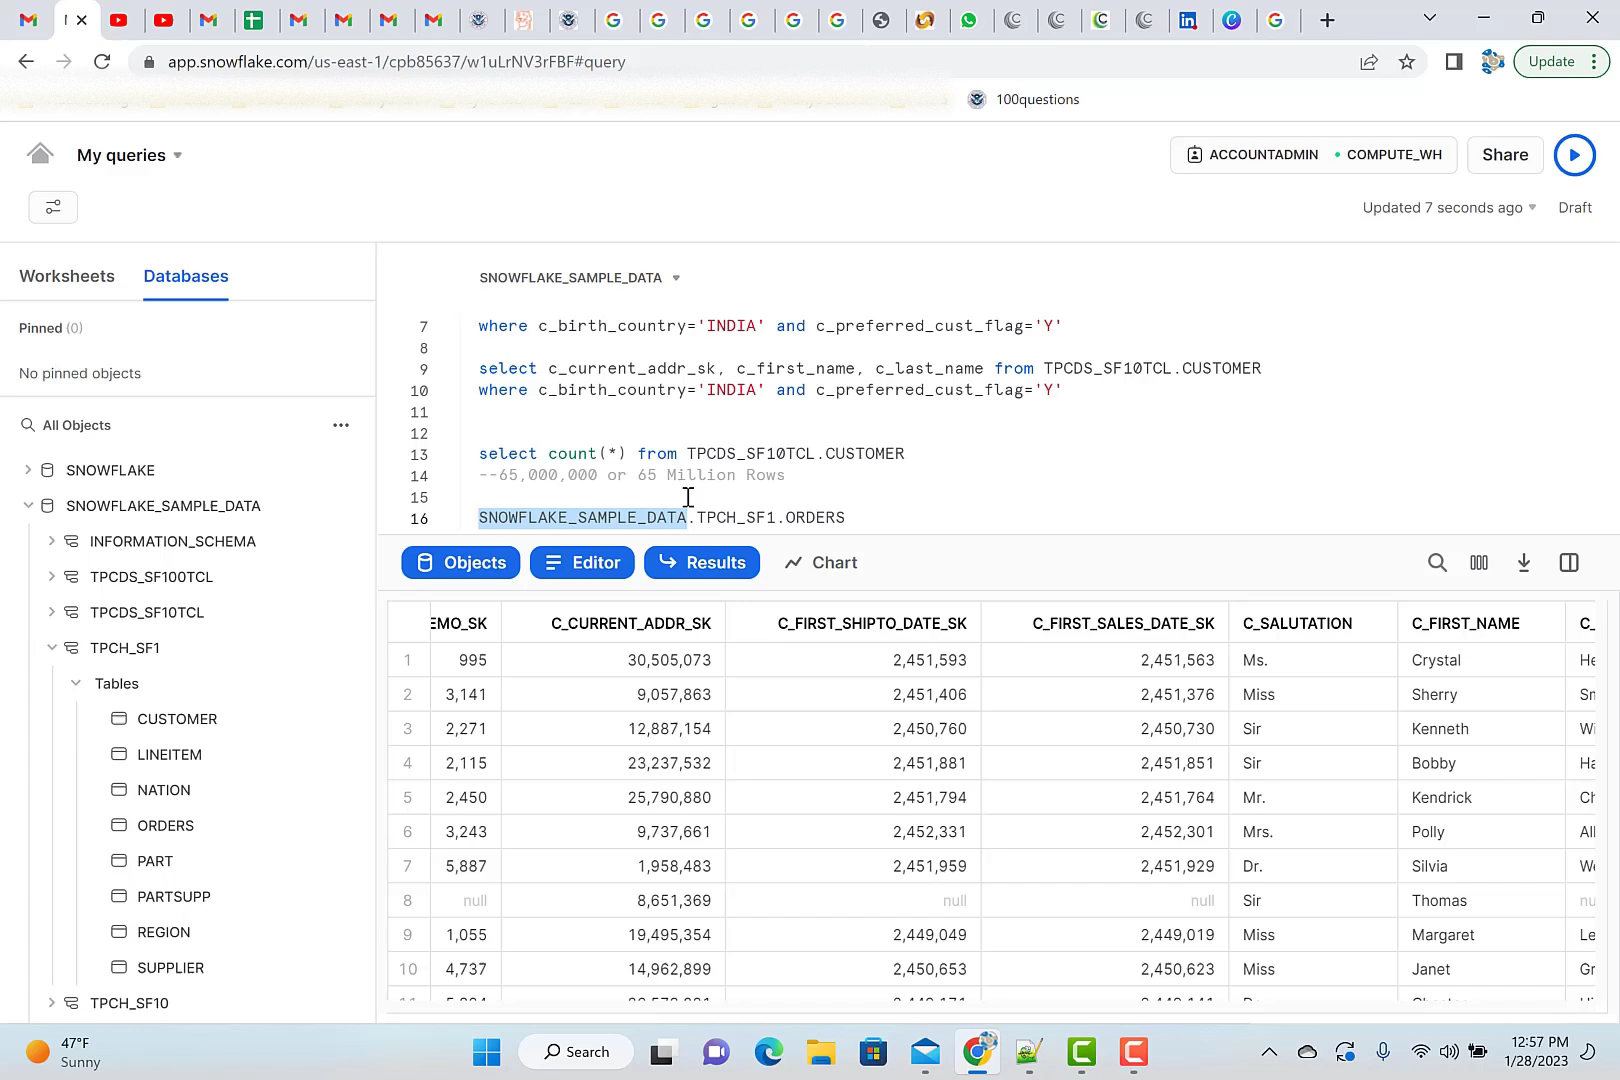 app.snowflake.com/us-east-1/cpb85637/w1uLrNV3rFBF#query
Update
100questions
My queries
ACCOUNTADMIN
COMPUTE_WH
Share
Updated 7 seconds ago
Draft
Worksheets
Databases
Pinned (0)
No pinned objects
All Objects
SNOWFLAKE
SNOWFLAKE_SAMPLE_DATA
INFORMATION_SCHEMA
TPCDS_SF100TCL
TPCDS_SF10TCL
TPCH_SF1
Tables
CUSTOMER
LINEITEM
NATION
ORDERS
PART
PARTSUPP
REGION
SUPPLIER
TPCH_SF10
SNOWFLAKE_SAMPLE_DATA
7 where c_birth_country='INDIA' and c_preferred_cust_flag='Y'
8
9 select c_current_addr_sk, c_first_name, c_last_name from TPCDS_SF10TCL.CUSTOMER
10 where c_birth_country='INDIA' and c_preferred_cust_flag='Y'
11
12
13 select count(*) from TPCDS_SF10TCL.CUSTOMER
14 --65,000,000 or 65 Million Rows
15
16 SNOWFLAKE_SAMPLE_DATA.TPCH_SF1.ORDERS
Objects Editor Results Chart
EMO_SK C_CURRENT_ADDR_SK C_FIRST_SHIPTO_DATE_SK C_FIRST_SALES_DATE_SK C_SALUTATION C_FIRST_NAME C_
1 995 30,505,073 2,451,593 2,451,563 Ms. Crystal He
2 3,141 9,057,863 2,451,406 2,451,376 Miss Sherry Sm
3 2,271 12,887,154 2,450,760 2,450,730 Sir Kenneth Wi
4 2,115 23,237,532 2,451,881 2,451,851 Sir Bobby Ha
5 2,450 25,790,880 2,451,794 2,451,764 Mr. Kendrick Ch
6 3,243 9,737,661 2,452,331 2,452,301 Mrs. Polly All
7 5,887 1,958,483 2,451,959 2,451,929 Dr. Silvia We
8 null 8,651,369 null null Sir Thomas nu
9 1,055 19,495,354 2,449,049 2,449,019 Miss Margaret Le
10 4,737 14,962,899 2,450,653 2,450,623 Miss Janet Gr
47°F
Sunny
Search
12:57 PM
1/28/2023